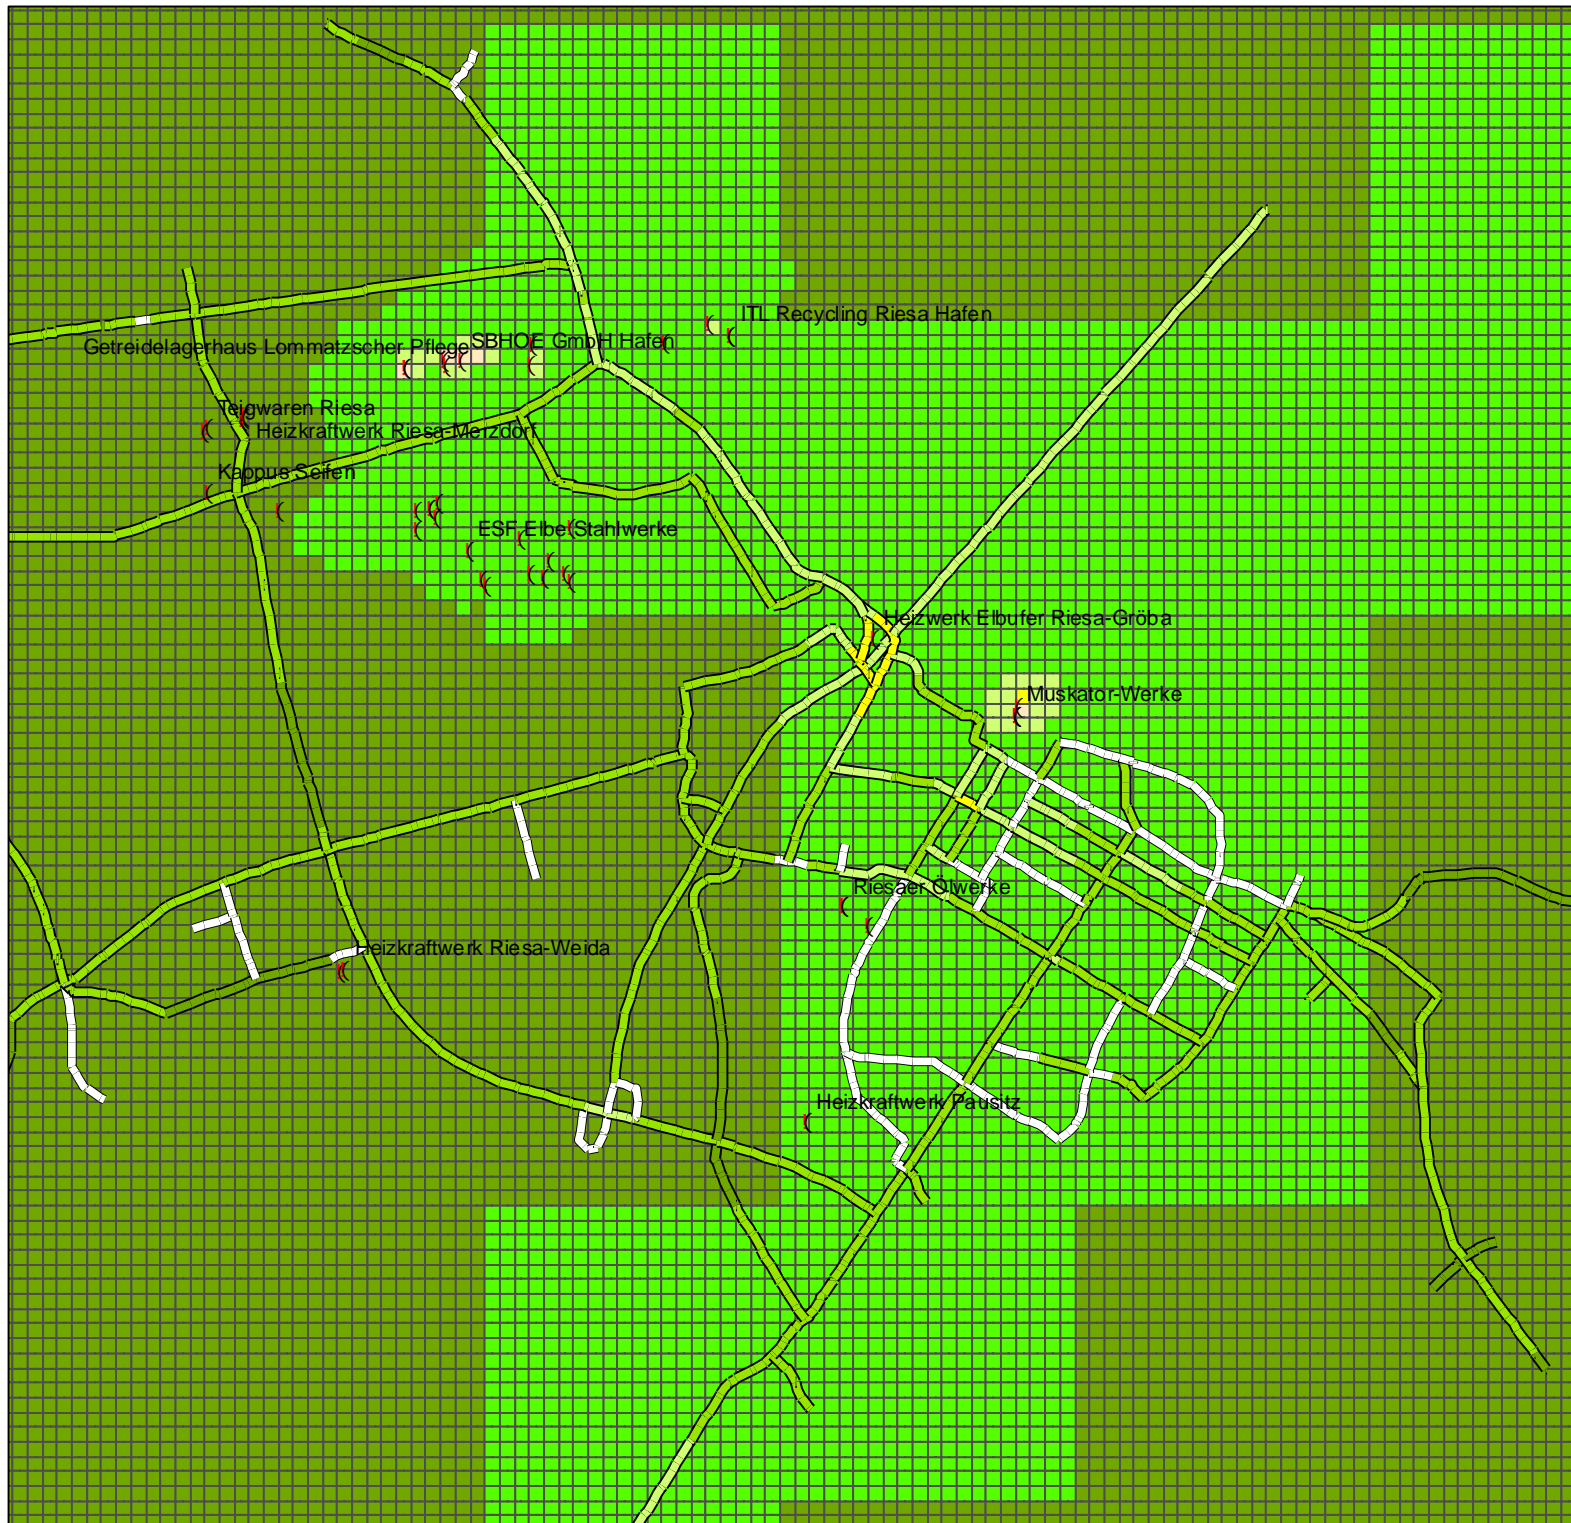 ITL Recycling Riesa Hafen
SBHOE GmbH Hafen
Getreidelagerhaus Lommatzscher Pflege
Teigwaren Riesa
Heizkraftwerk Riesa-Merzdorf
Kappus Seifen
ESF Elbe Stahlwerke
Heizwerk Elbufer Riesa-Gröba
Muskator-Werke
Riesaer Ölwerke
Heizkraftwerk Riesa-Weida
Heizkraftwerk Pausitz